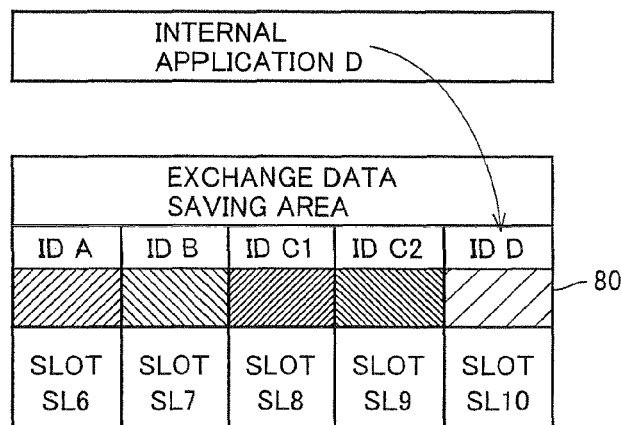 INTERNAL
APPLICATION D
EXCHANGE DATA
SAVING AREA
ID A ID B ID C1 ID C2 ID D
80
SLOT SLOT SLOT SLOT SLOT
SL6 SL7 SL8 SL9 SL10